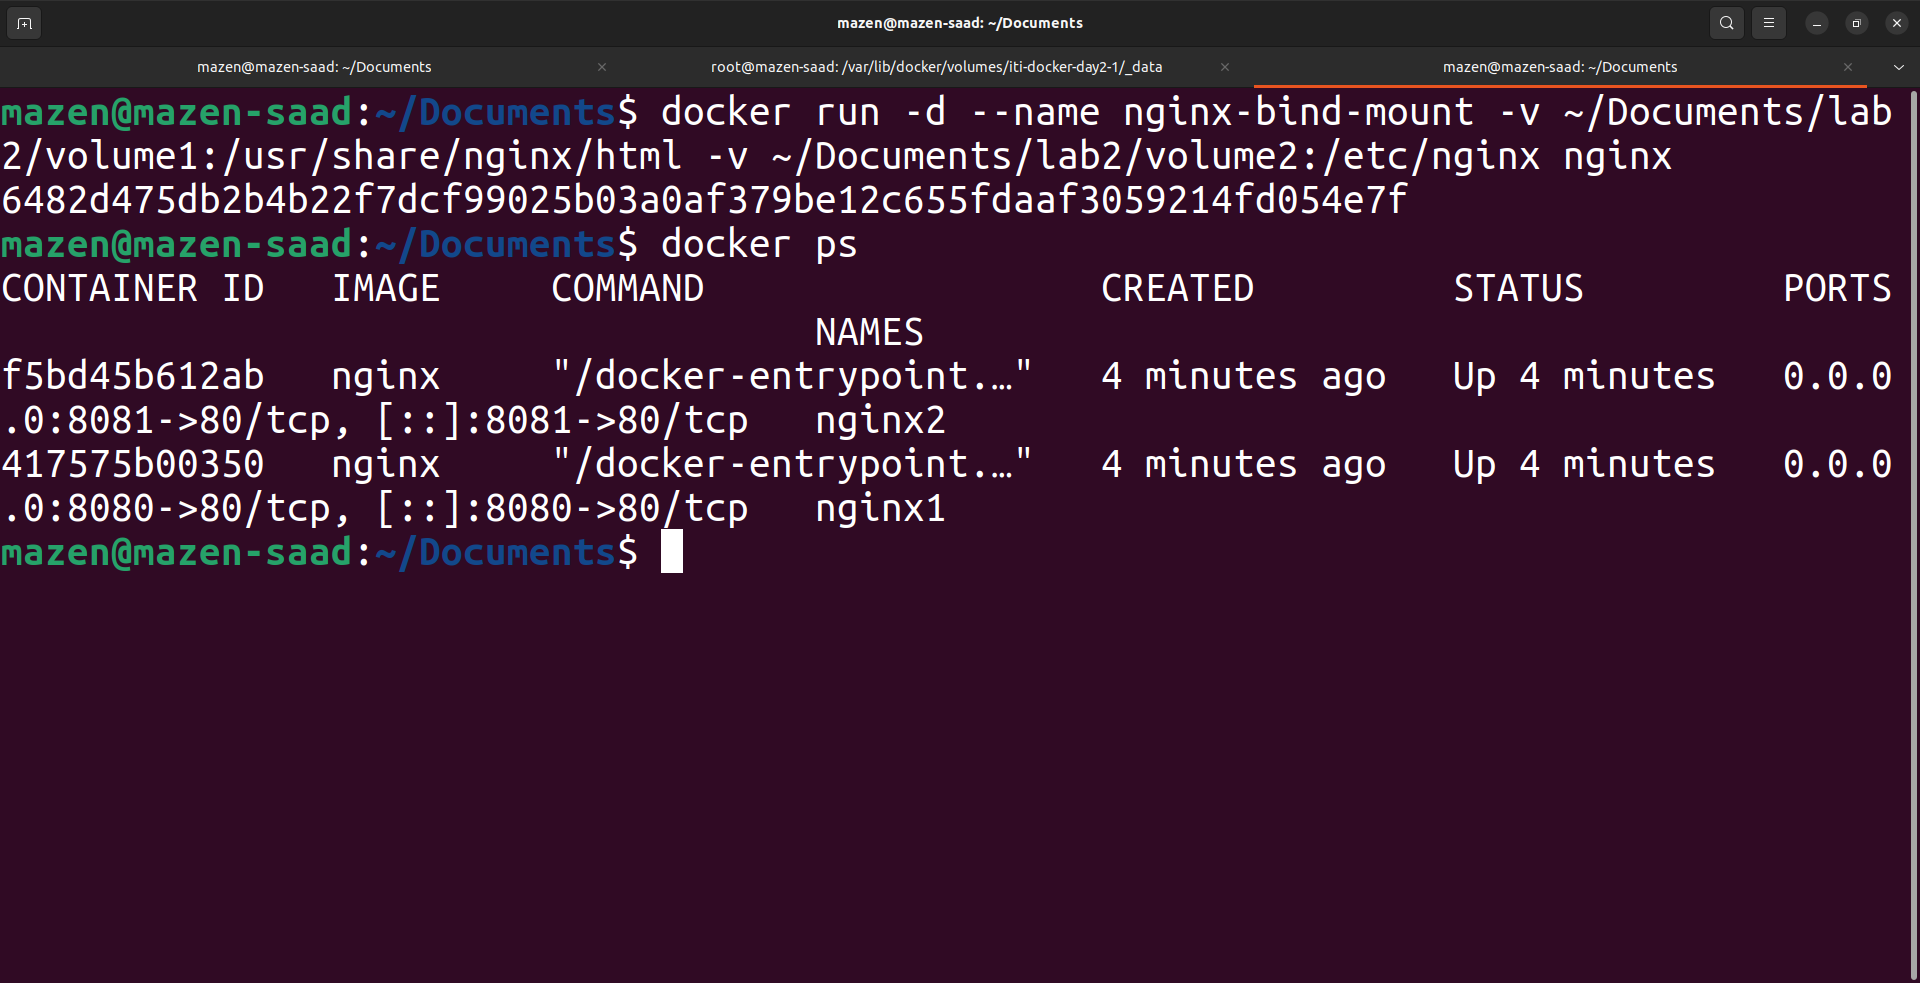 mazen@mazen-saad: ~/Documents
mazen@mazen-saad: ~/Documents
root@mazen-saad: /var/lib/docker/volumes/iti-docker-day2-1/_data
mazen@mazen-saad: ~/Documents
mazen@mazen-saad:~/Documents$ docker run -d --name nginx-bind-mount -v ~/Documents/lab
2/volume1:/usr/share/nginx/html -v ~/Documents/lab2/volume2:/etc/nginx nginx
6482d475db2b4b22f7dcf99025b03a0af379be12c655fdaaf3059214fd054e7f
mazen@mazen-saad:~/Documents$ docker ps
CONTAINER ID   IMAGE     COMMAND                  CREATED         STATUS         PORTS
                                     NAMES
f5bd45b612ab   nginx     "/docker-entrypoint.…"   4 minutes ago   Up 4 minutes   0.0.0
.0:8081->80/tcp, [::]:8081->80/tcp   nginx2
417575b00350   nginx     "/docker-entrypoint.…"   4 minutes ago   Up 4 minutes   0.0.0
.0:8080->80/tcp, [::]:8080->80/tcp   nginx1
mazen@mazen-saad:~/Documents$